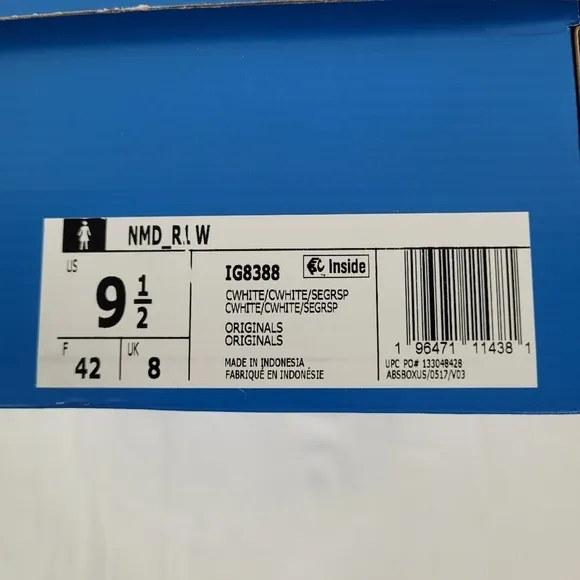 NMD_R1 W
US
9 1/2
F 42
UK 8
IG8388
Inside
CWHITE/CWHITE/SEGRSP
CWHITE/CWHITE/SEGRSP
ORIGINALS
ORIGINALS
MADE IN INDONESIA
FABRIQUÉ EN INDONÉSIE
1 96471 11438 1
UPC PO# 133048428
ABSBOXUS/0517/V03